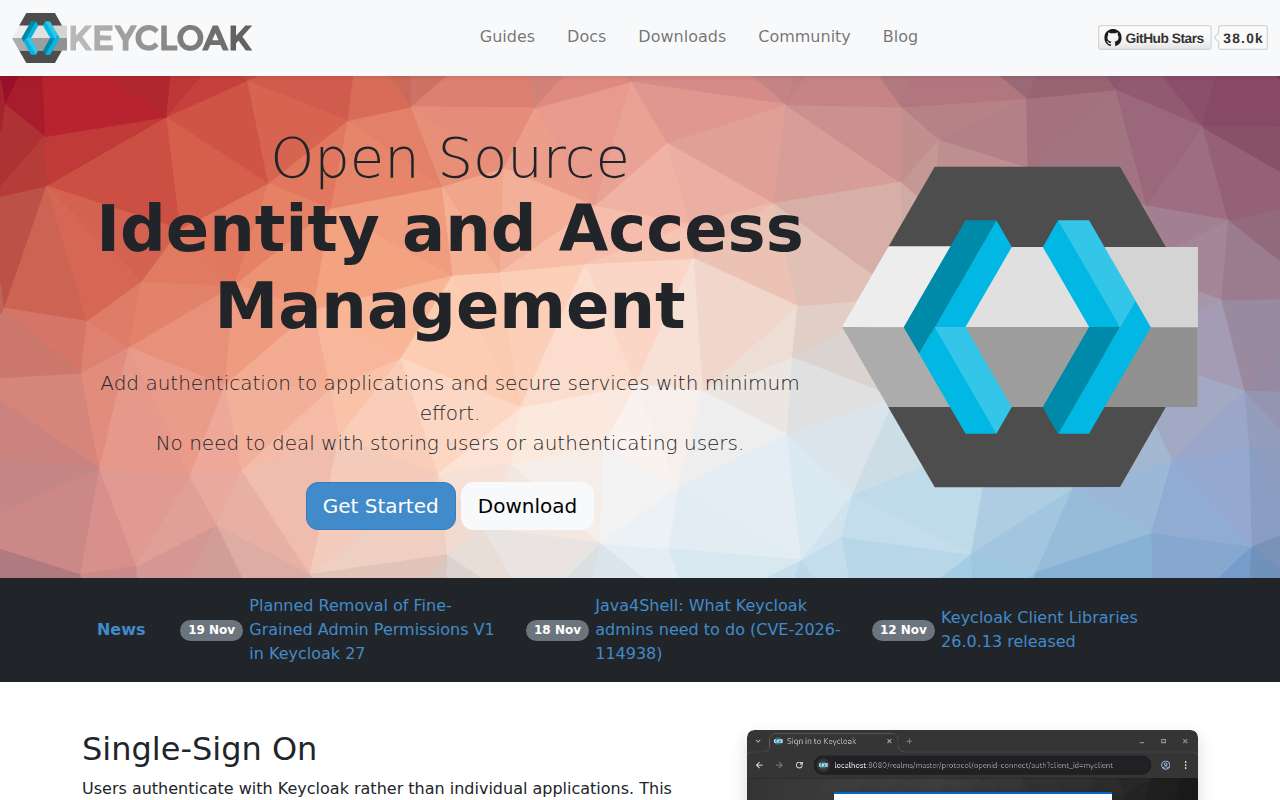 KEYCLOAK
Guides
Docs
Downloads
Community
Blog
GitHub Stars
38.0k
Open Source
Identity and Access
Management
Add authentication to applications and secure services with minimum
effort.
No need to deal with storing users or authenticating users.
Get Started
Download
News
19 Nov
Planned Removal of Fine-
Grained Admin Permissions V1
in Keycloak 27
18 Nov
Java4Shell: What Keycloak
admins need to do (CVE-2026-
114938)
12 Nov
Keycloak Client Libraries
26.0.13 released
Single-Sign On
Users authenticate with Keycloak rather than individual applications. This
Sign in to Keycloak
localhost:8080/realms/master/protocol/openid-connect/auth?client_id=myclient